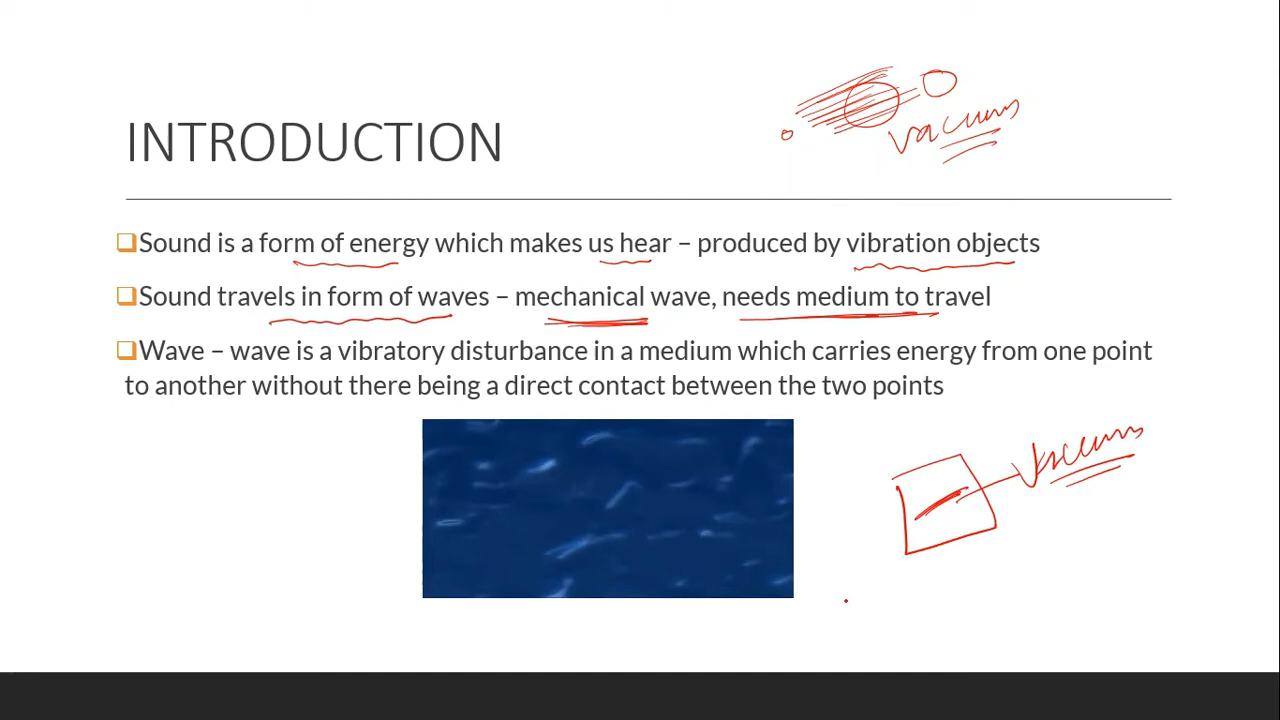 vacuum
INTRODUCTION
Sound is a form of energy which makes us hear – produced by vibration objects
Sound travels in form of waves – mechanical wave, needs medium to travel
Wave – wave is a vibratory disturbance in a medium which carries energy from one point
to another without there being a direct contact between the two points
Vacuum